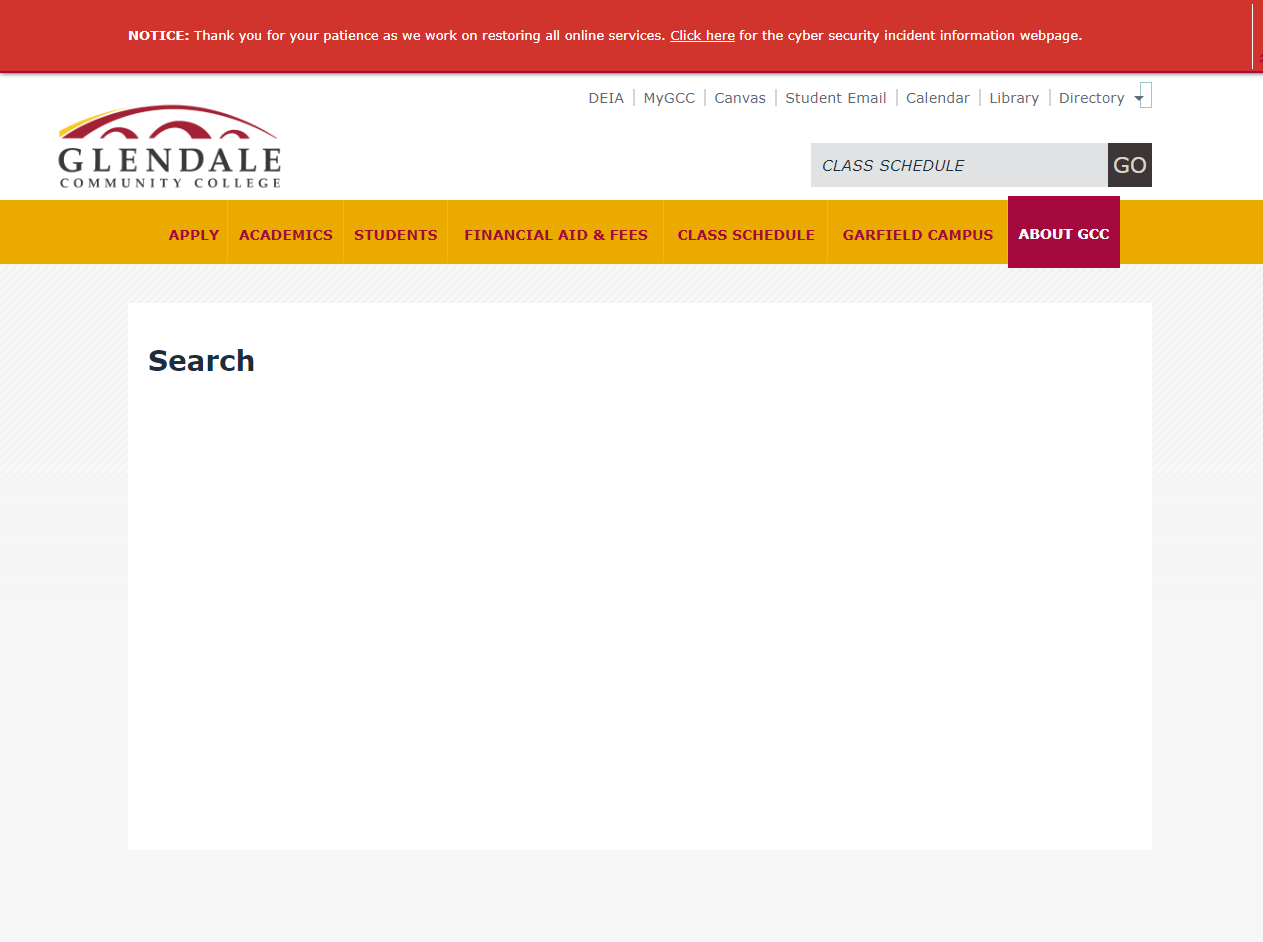 NOTICE: Thank you for your patience as we work on restoring all online services. Click here for the cyber security incident information webpage.
DEIA MyGCC Canvas Student Email Calendar Library Directory
GLENDALE
COMMUNITY COLLEGE
CLASS SCHEDULE GO
APPLY ACADEMICS STUDENTS FINANCIAL AID & FEES CLASS SCHEDULE GARFIELD CAMPUS ABOUT GCC
Search